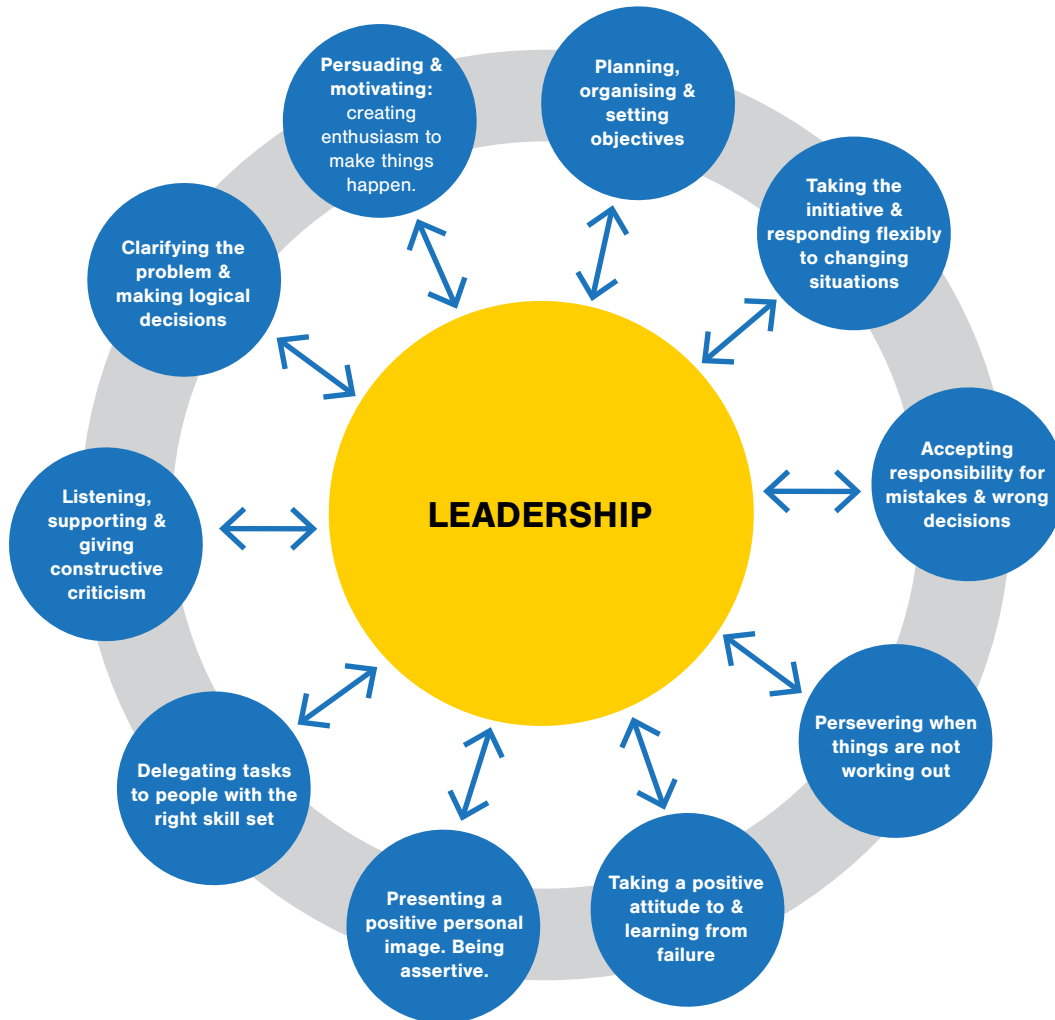 Persuading &
motivating:
creating
enthusiasm to
make things
happen.
Planning,
organising &
setting
objectives
Taking the
initiative &
responding flexibly
to changing
situations
Accepting
responsibility for
mistakes & wrong
decisions
Persevering when
things are not
working out
Taking a positive
attitude to &
learning from
failure
Presenting a
positive personal
image. Being
assertive.
Delegating tasks
to people with the
right skill set
Listening,
supporting &
giving
constructive
criticism
Clarifying the
problem &
making logical
decisions
LEADERSHIP